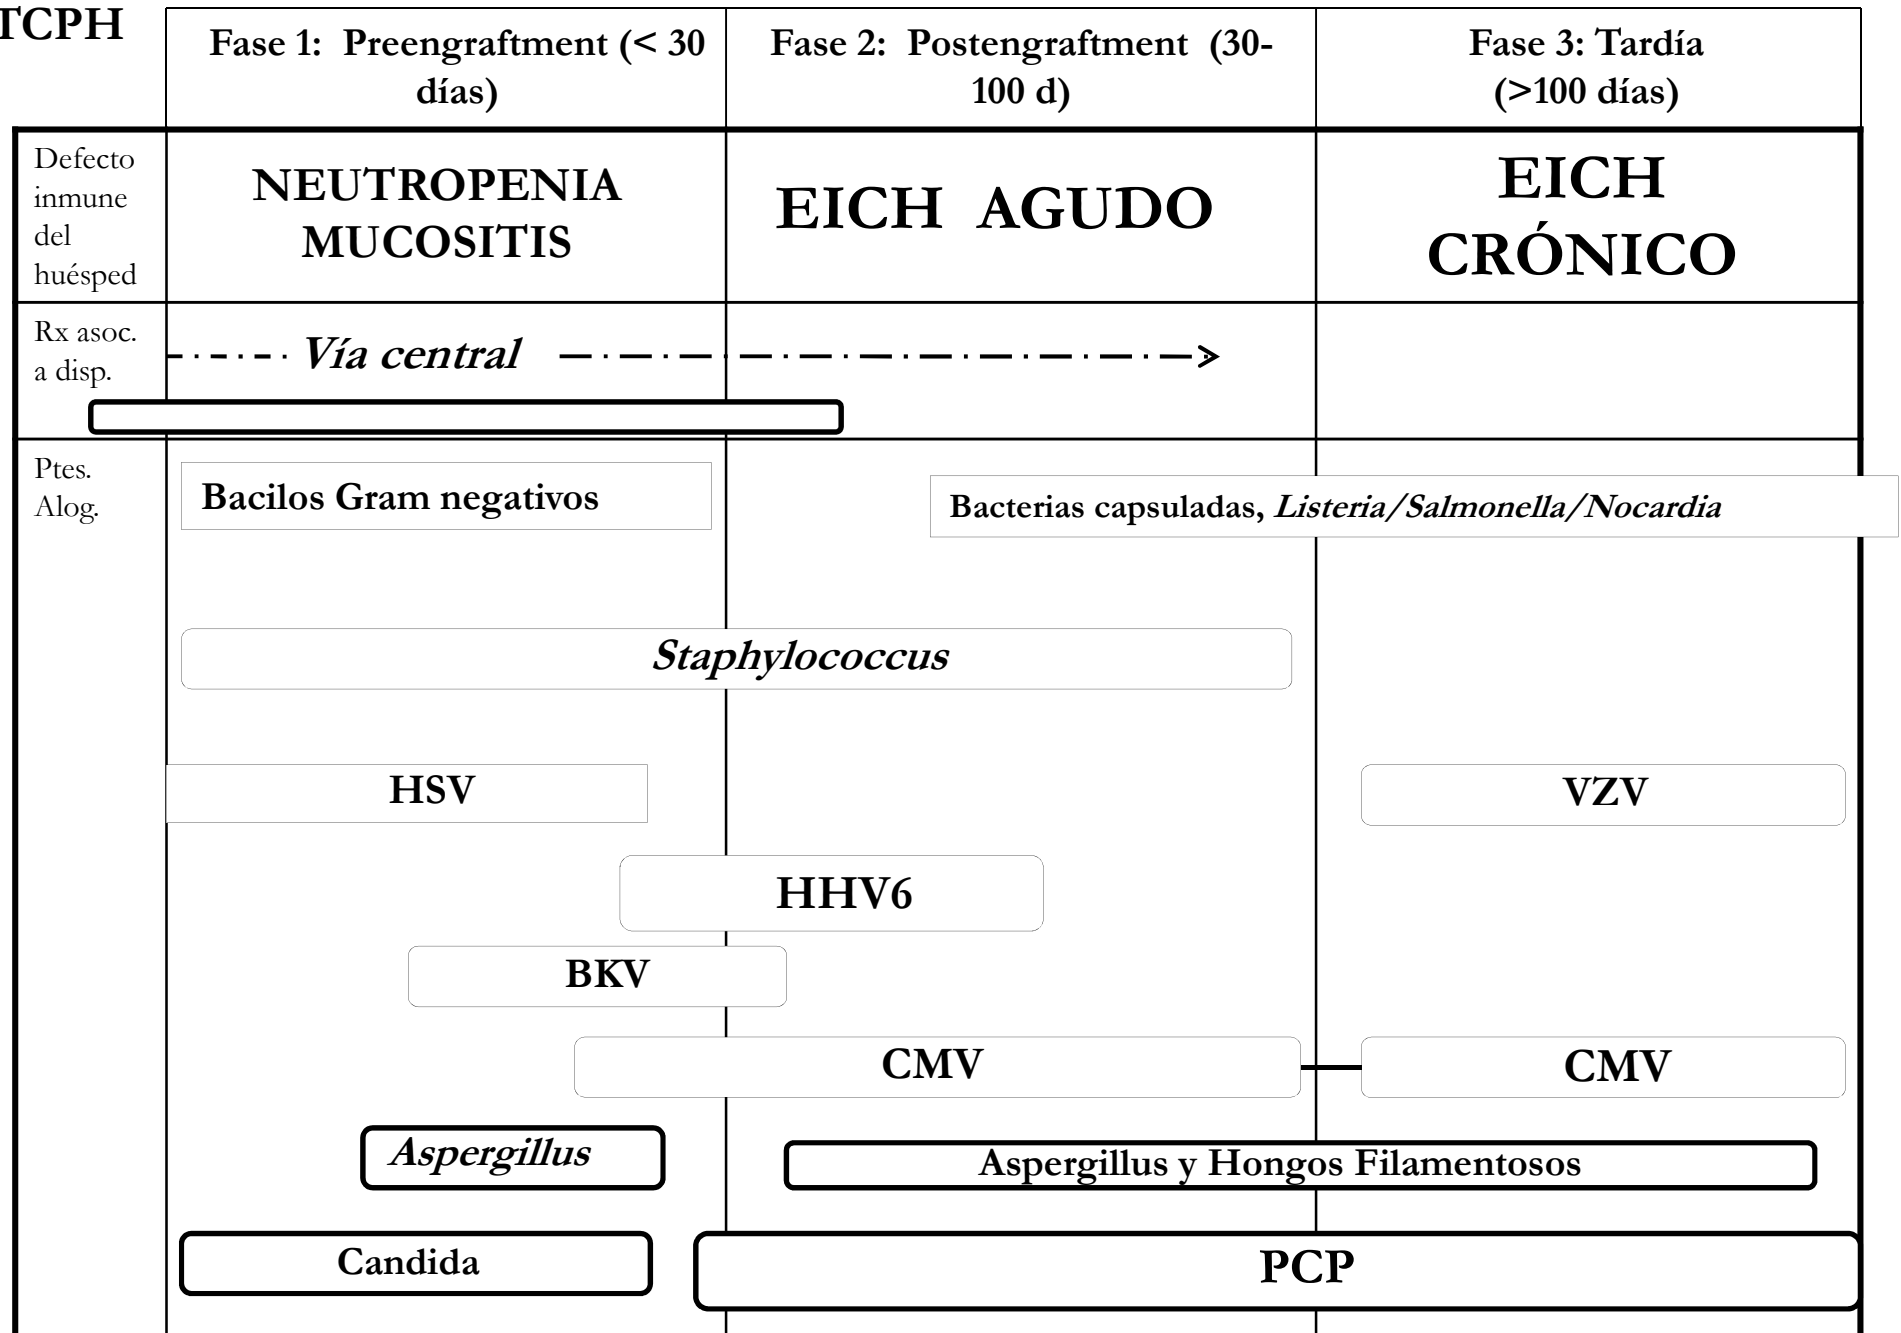 TCPH
Fase 1: Preengraftment (< 30
días)
Fase 2: Postengraftment (30-
100 d)
Fase 3: Tardía
(>100 días)
Defecto
inmune
del
huésped
NEUTROPENIA
MUCOSITIS
EICH AGUDO
EICH
CRÓNICO
Rx asoc.
a disp.
Vía central
Ptes.
Alog.
Bacilos Gram negativos
Bacterias capsuladas, Listeria/Salmonella/Nocardia
Staphylococcus
HSV
VZV
HHV6
BKV
CMV
CMV
Aspergillus
Aspergillus y Hongos Filamentosos
Candida
PCP